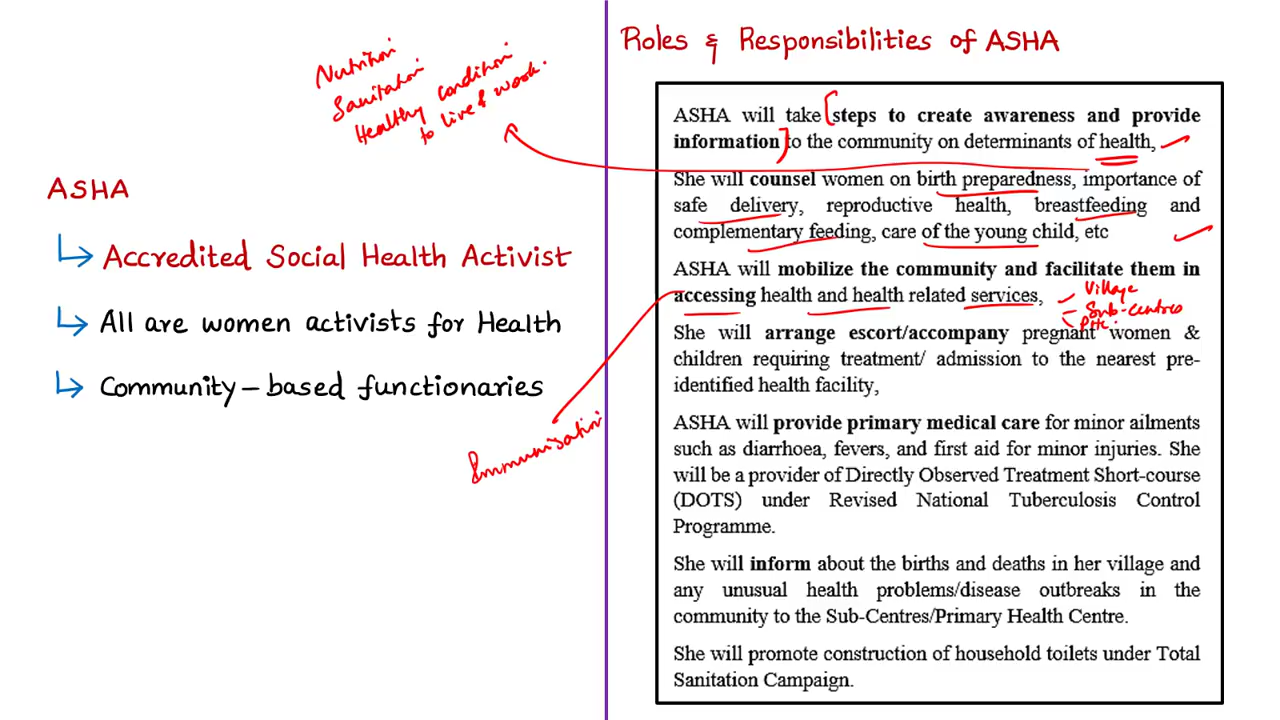 Nutrition
Sanitation
Healthy condition
to live & work.
ASHA
Accredited Social Health Activist
All are women activists for Health
Community-based functionaries
Immunisation
Roles & Responsibilities of ASHA
ASHA will take steps to create awareness and provide
information to the community on determinants of health,
She will counsel women on birth preparedness, importance of
safe delivery, reproductive health, breastfeeding and
complementary feeding, care of the young child, etc
ASHA will mobilize the community and facilitate them in
accessing health and health related services,
Village
Sub-centres
PHC
She will arrange escort/accompany pregnant women &
children requiring treatment/ admission to the nearest pre-
identified health facility,
ASHA will provide primary medical care for minor ailments
such as diarrhoea, fevers, and first aid for minor injuries. She
will be a provider of Directly Observed Treatment Short-course
(DOTS) under Revised National Tuberculosis Control
Programme.
She will inform about the births and deaths in her village and
any unusual health problems/disease outbreaks in the
community to the Sub-Centres/Primary Health Centre.
She will promote construction of household toilets under Total
Sanitation Campaign.